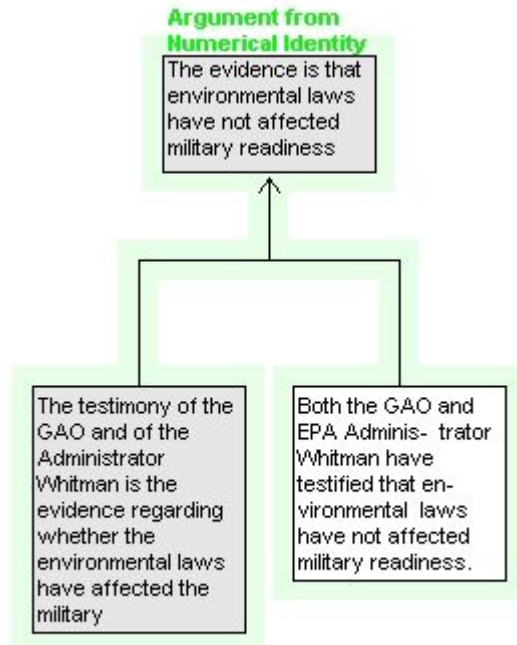 Argument from
Numerical Identity
The evidence is that
environmental laws
have not affected
military readiness
The testimony of the
GAO and of the
Administrator
Whitman is the
evidence regarding
whether the
environmental laws
have affected the
military
Both the GAO and
EPA Adminis- trator
Whitman have
testified that en-
vironmental laws
have not affected
military readiness.